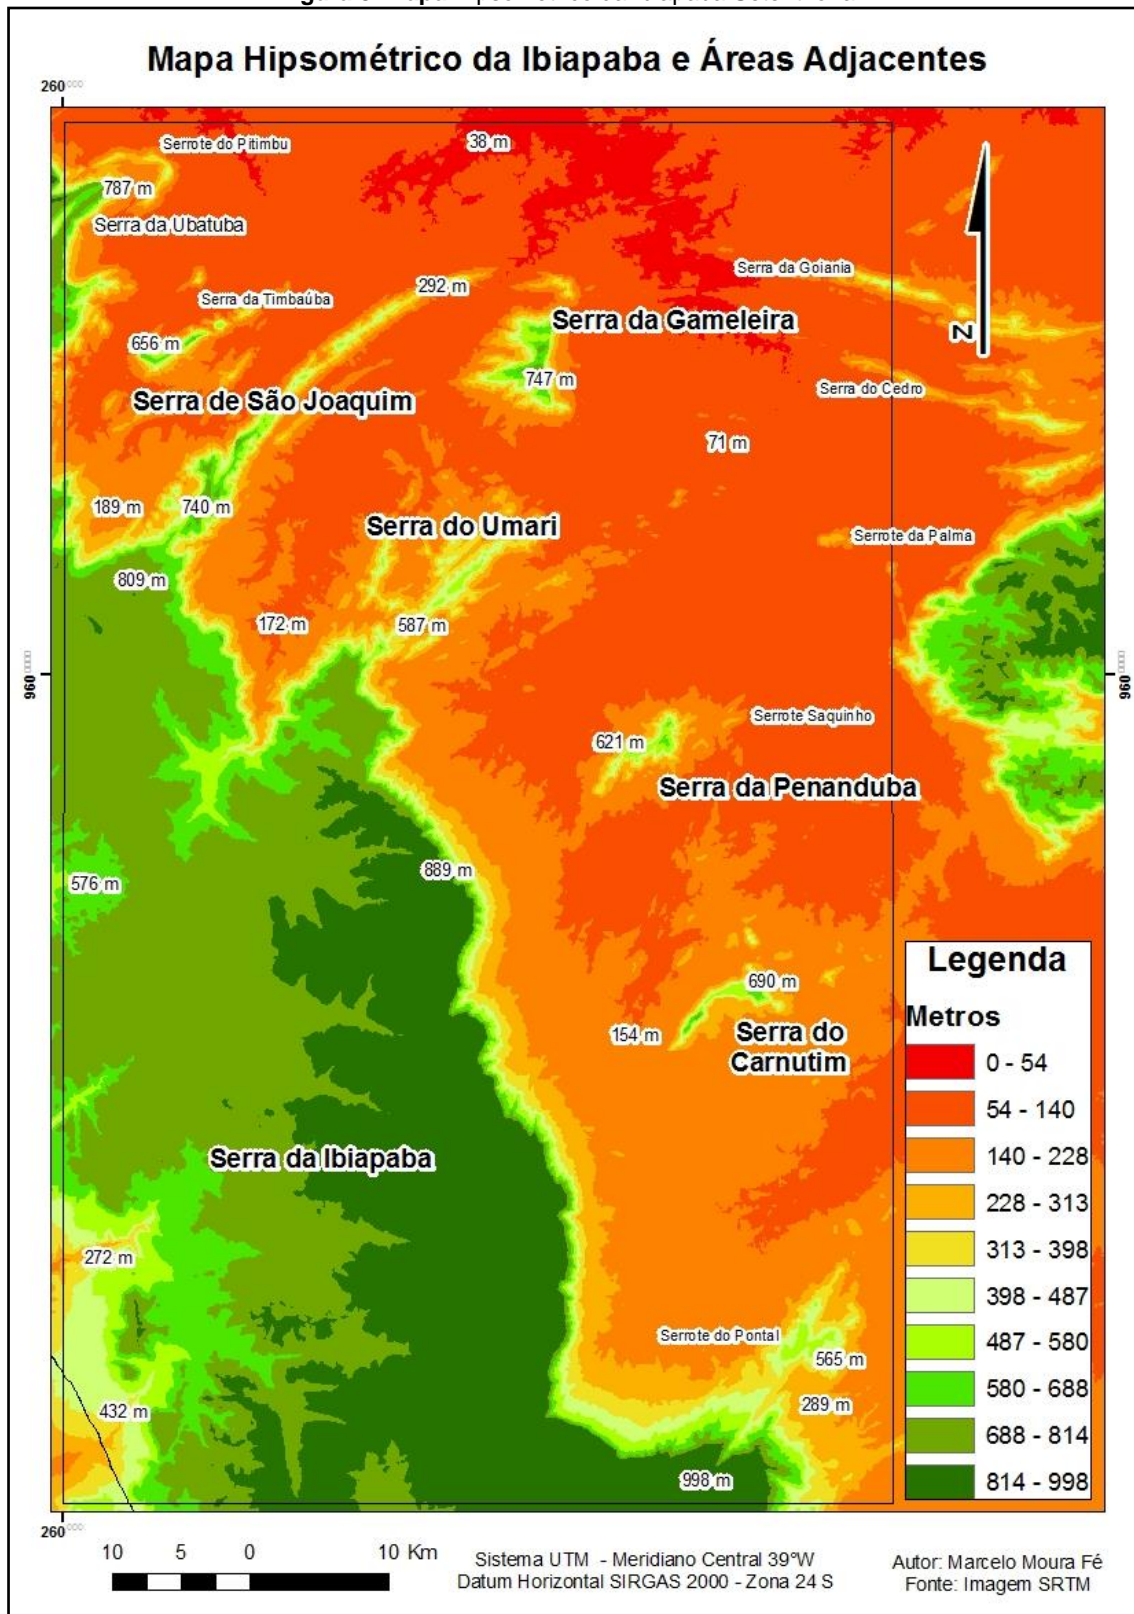 Mapa Hipsométrico da Ibiapaba e Áreas Adjacentes
260
Serrote do Pitimbu
38 m
787 m
Serra da Ubatuba
Serra da Goiania
292 m
Serra da Timbaúba
Serra da Gameleira
N
656 m
747 m
Serra do Cedro
Serra de São Joaquim
71 m
189 m
740 m
Serra do Umari
Serrote da Palma
809 m
172 m
587 m
960
960
Serrote Saquinho
621 m
Serra da Penanduba
889 m
576 m
690 m
154 m
Serra do
Carnutim
Serra da Ibiapaba
272 m
Serrote do Pontal
565 m
289 m
432 m
998 m
Legenda
Metros
0 - 54
54 - 140
140 - 228
228 - 313
313 - 398
398 - 487
487 - 580
580 - 688
688 - 814
814 - 998
260
10 5 0 10 Km
Sistema UTM - Meridiano Central 39°W
Datum Horizontal SIRGAS 2000 - Zona 24 S
Autor: Marcelo Moura Fé
Fonte: Imagem SRTM